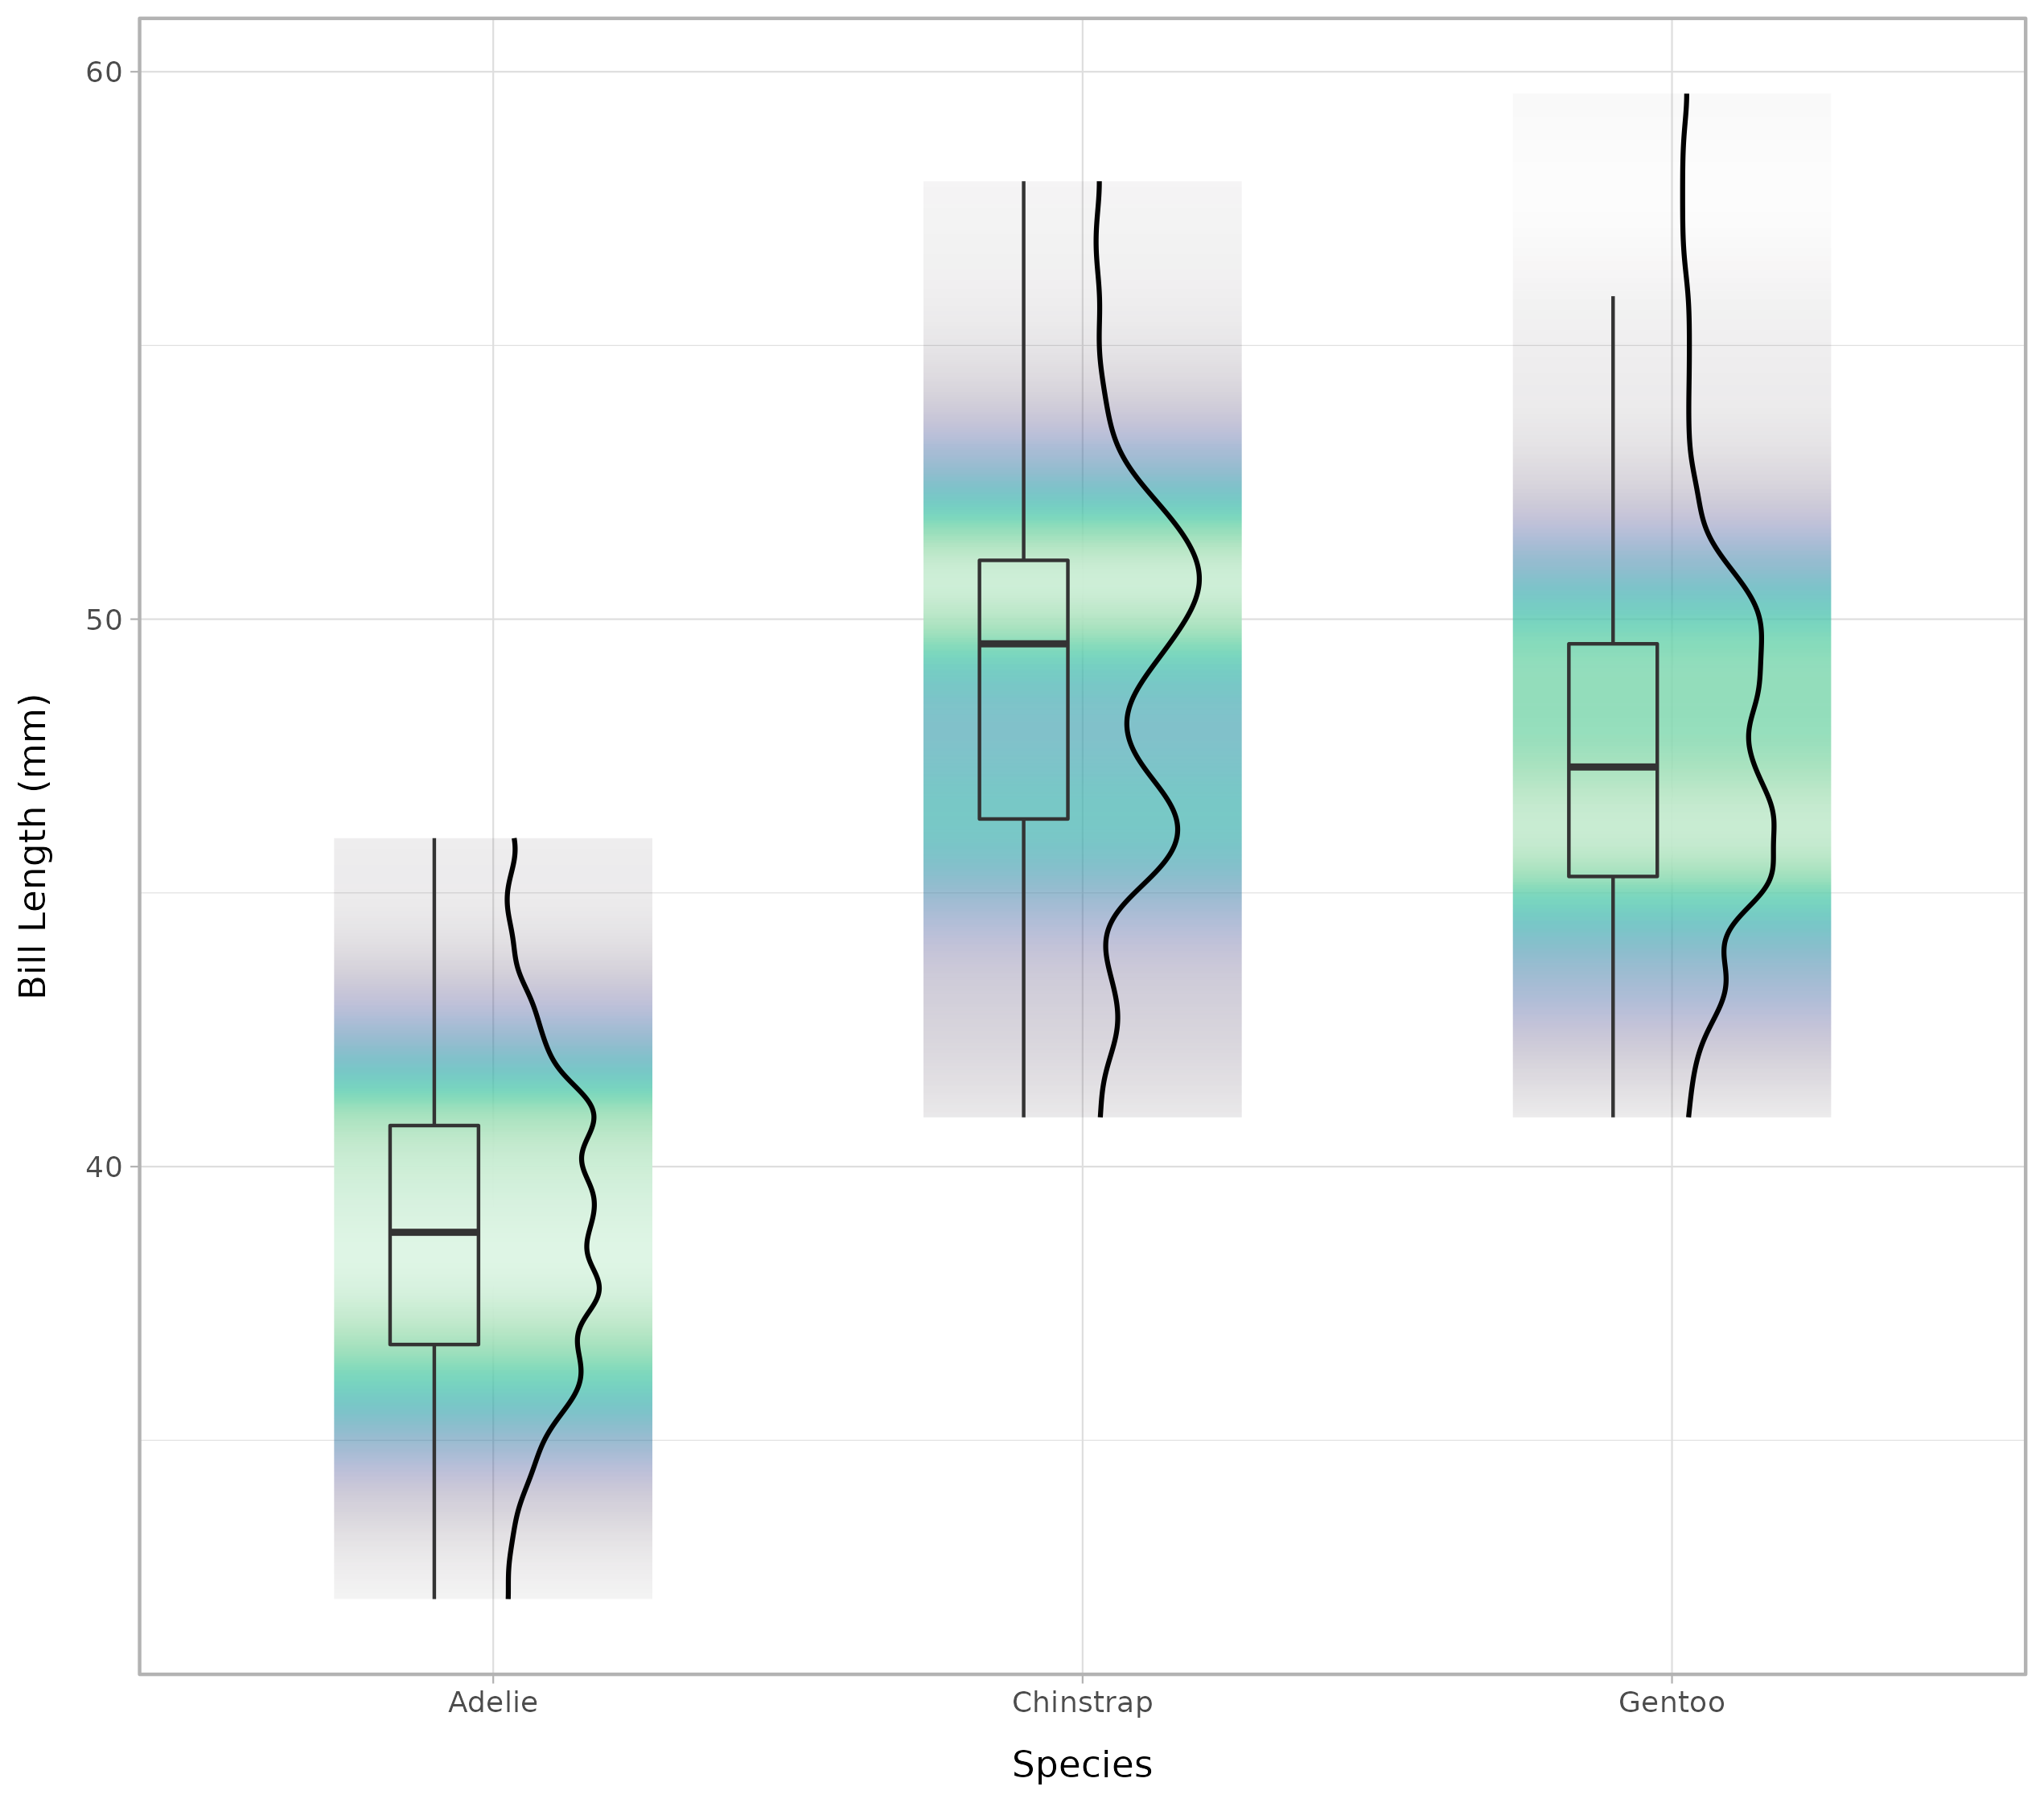 60
50
40
Bill Length (mm)
Adelie
Chinstrap
Gentoo
Species